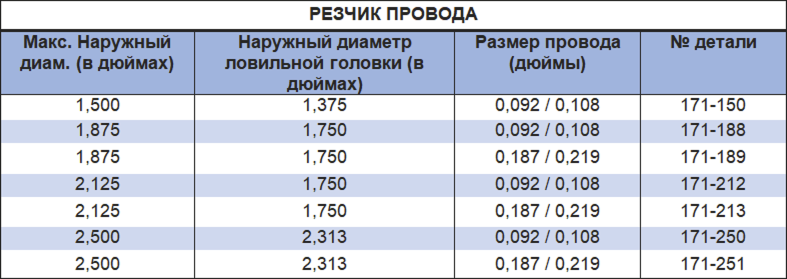 РЕЗЧИК ПРОВОДА
Макс. Наружный диам. (в дюймах) Наружный диаметр ловильной головки (в дюймах) Размер провода (дюймы) № детали
1,500 1,375 0,092 / 0,108 171-150
1,875 1,750 0,092 / 0,108 171-188
1,875 1,750 0,187 / 0,219 171-189
2,125 1,750 0,092 / 0,108 171-212
2,125 1,750 0,187 / 0,219 171-213
2,500 2,313 0,092 / 0,108 171-250
2,500 2,313 0,187 / 0,219 171-251